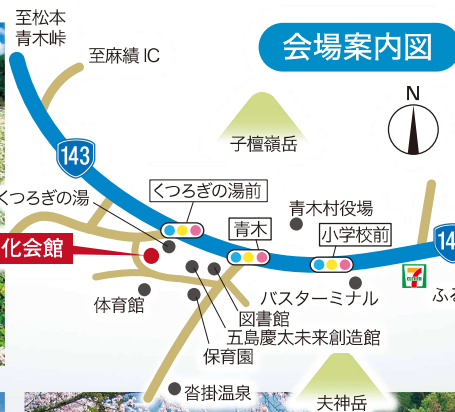 至松本
青木峠
至麻績 IC
会場案内図
N
子檀嶺岳
143
くつろぎの湯
くつろぎの湯前
青木
青木村役場
小学校前
14
化会館
体育館
バスターミナル
ふる
図書館
五島慶太未来創造館
保育園
沓掛温泉
夫神岳